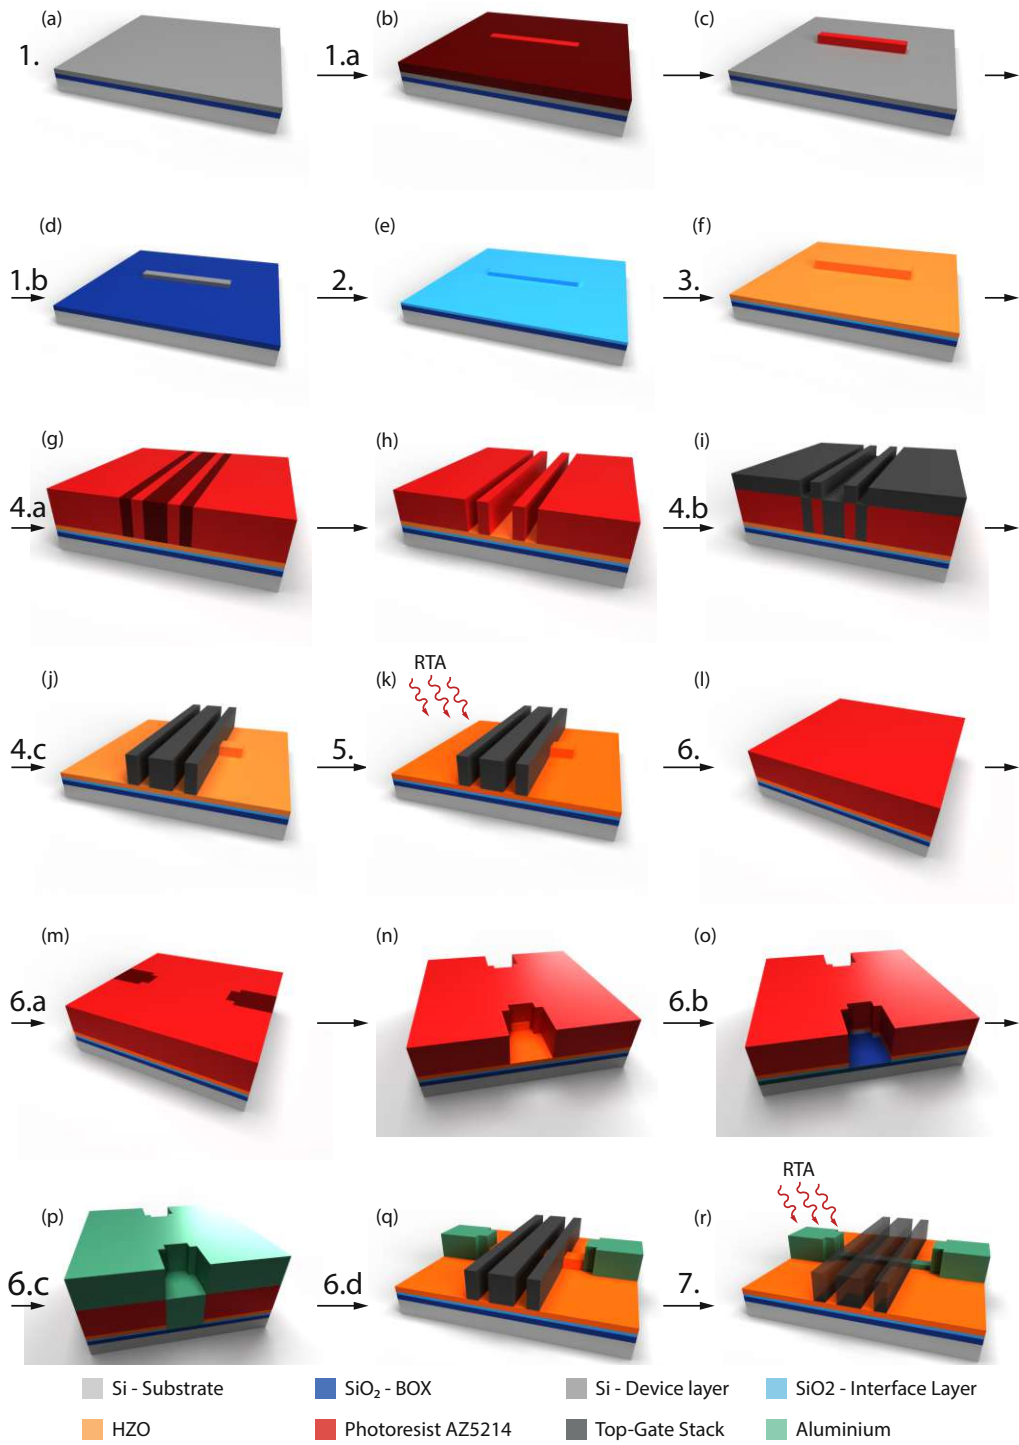 (a) (b) (c)
1. 1.a
(d) (e) (f)
1.b 2. 3.
(g) (h) (i)
4.a 4.b
RTA
(j) (k) (l)
4.c 5. 6.
(m) (n) (o)
6.a 6.b
RTA
(p) (q) (r)
6.c 6.d 7.
Si - Substrate SiO₂ - BOX Si - Device layer SiO2 - Interface Layer
HZO Photoresist AZ5214 Top-Gate Stack Aluminium